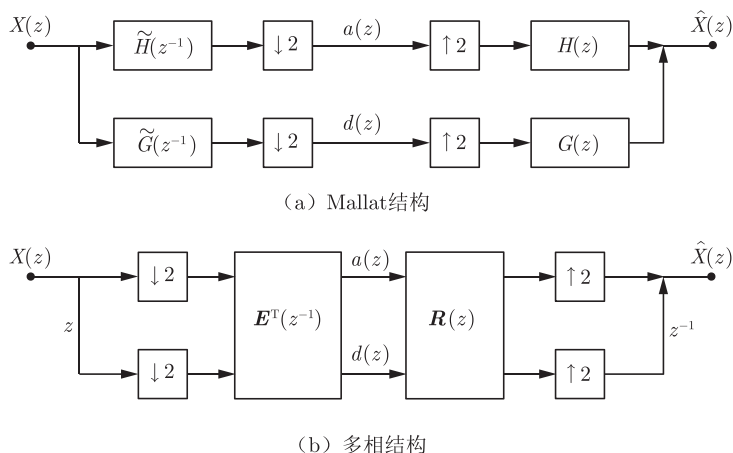 X(z) H̃(z⁻¹) ↓2 a(z) ↑2 H(z) X̂(z)
G̃(z⁻¹) ↓2 d(z) ↑2 G(z)
（a）Mallat结构
X(z) ↓2 a(z) ↑2 X̂(z)
z Eᵀ(z⁻¹) R(z) z⁻¹
↓2 d(z) ↑2
（b）多相结构